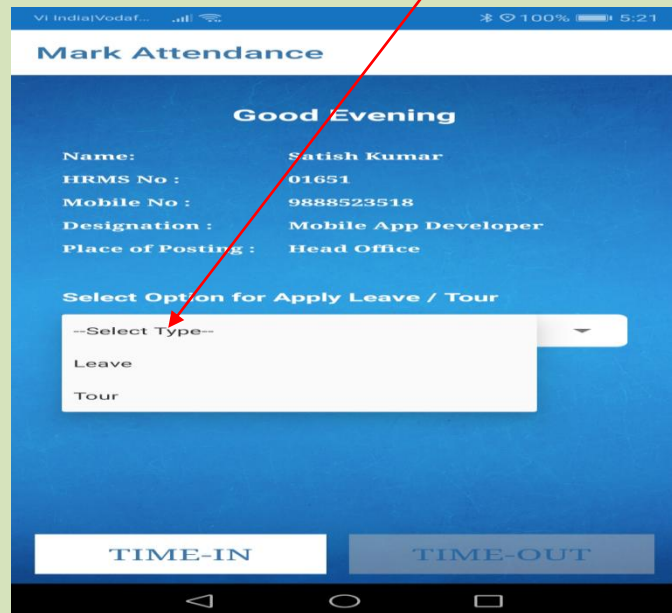 Vi India|Vodaf... 100% 5:21
Mark Attendance
Good Evening
Name: Satish Kumar
HRMS No : 01651
Mobile No : 9888523518
Designation : Mobile App Developer
Place of Posting : Head Office
Select Option for Apply Leave / Tour
--Select Type--
Leave
Tour
TIME-IN TIME-OUT